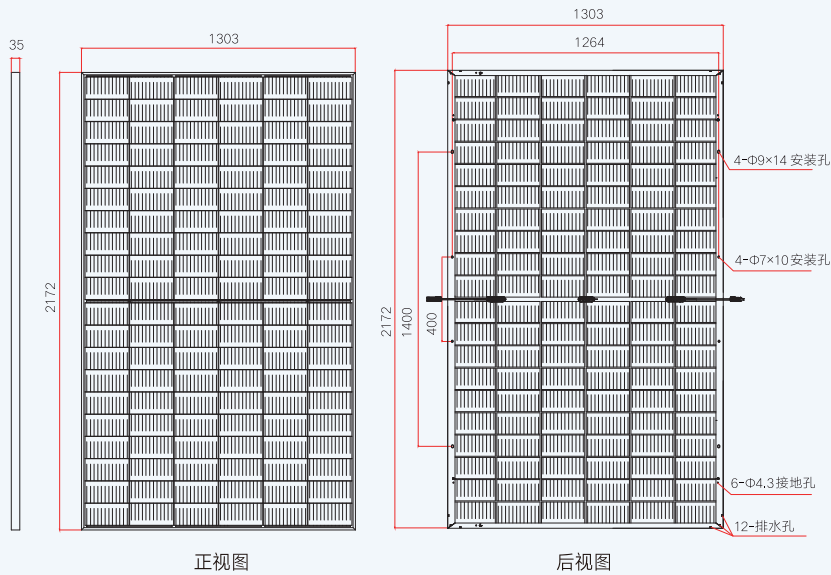 35
1303
2172
正视图
1303
1264
2172
1400
400
4-Φ9×14 安装孔
4-Φ7×10 安装孔
6-Φ4.3接地孔
12-排水孔
后视图